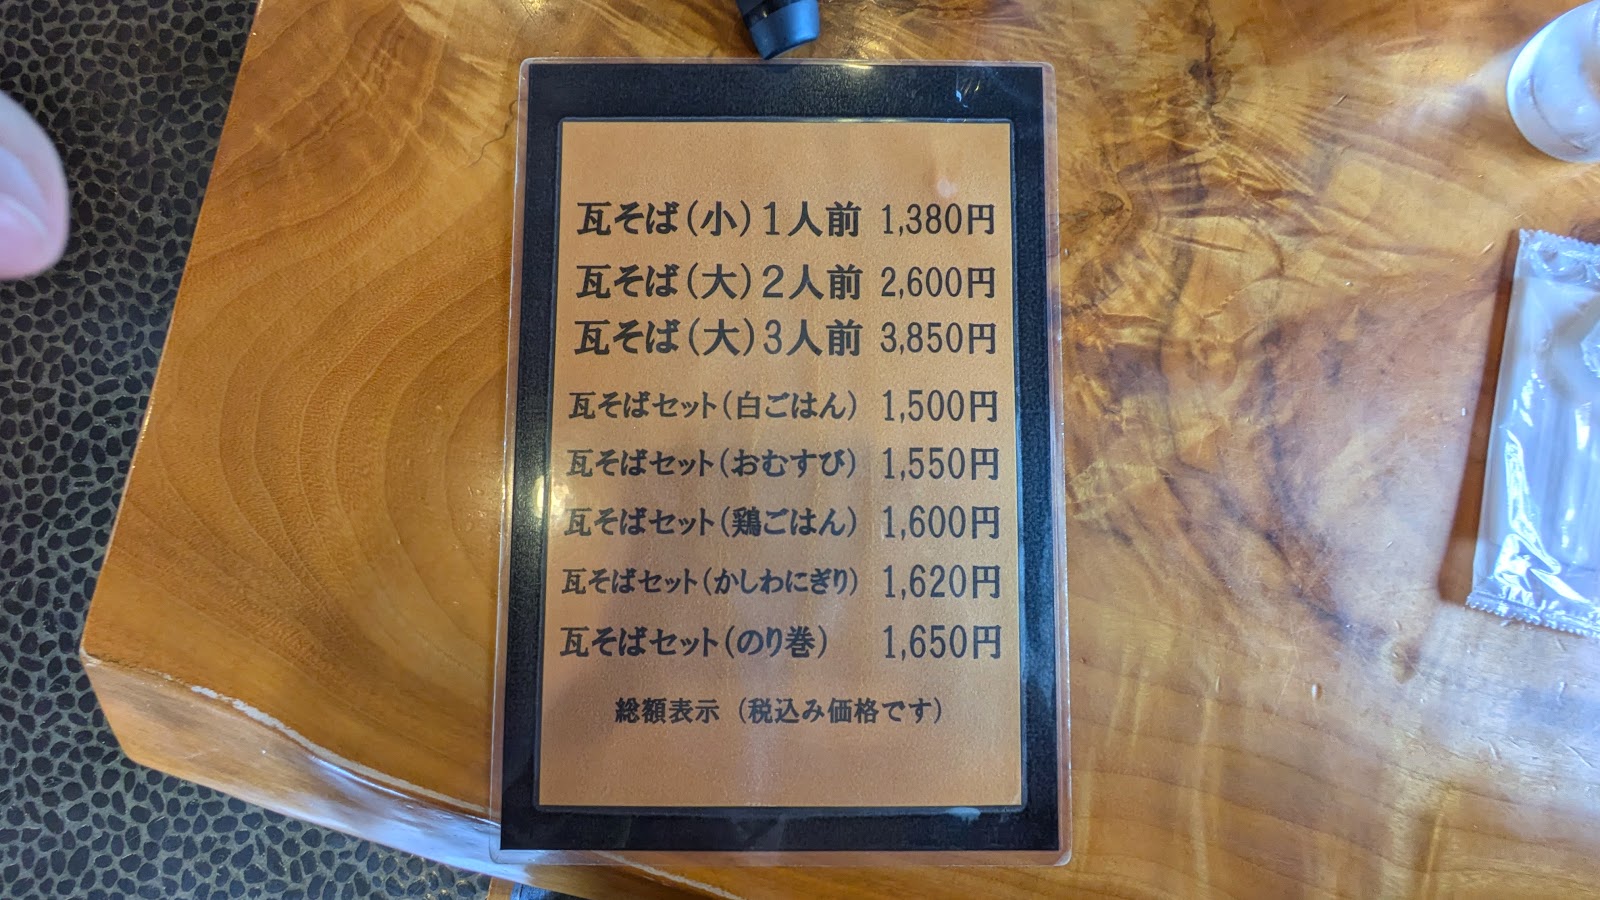 瓦そば(小)1人前 1,380円
瓦そば(大)2人前 2,600円
瓦そば(大)3人前 3,850円
瓦そばセット(白ごはん) 1,500円
瓦そばセット(おむすび) 1,550円
瓦そばセット(鶏ごはん) 1,600円
瓦そばセット(かしわにぎり) 1,620円
瓦そばセット(のり巻) 1,650円
総額表示 (税込み価格です)